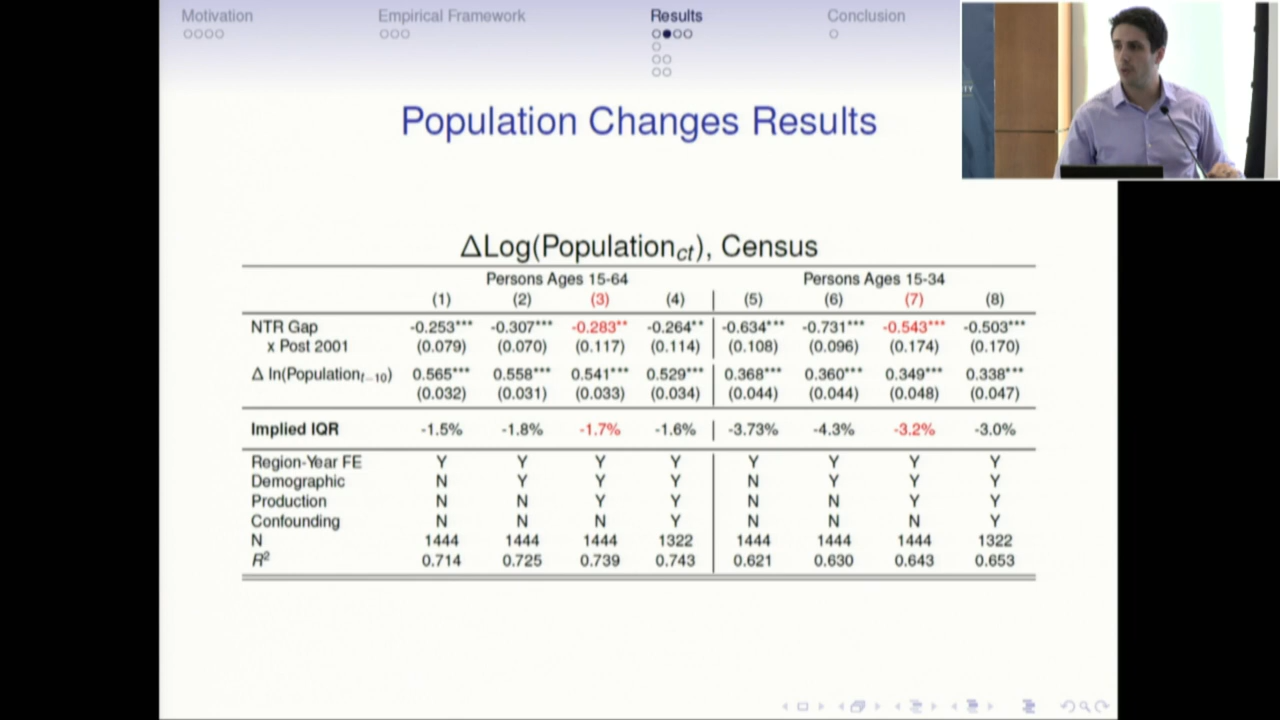 Motivation Empirical Framework Results Conclusion
Population Changes Results
ΔLog(Population_ct), Census
Persons Ages 15-64 Persons Ages 15-34
(1) (2) (3) (4) (5) (6) (7) (8)
NTR Gap -0.253*** -0.307*** -0.283** -0.264** -0.634*** -0.731*** -0.543*** -0.503***
x Post 2001 (0.079) (0.070) (0.117) (0.114) (0.108) (0.096) (0.174) (0.170)
Δ ln(Population_t−10) 0.565*** 0.558*** 0.541*** 0.529*** 0.368*** 0.360*** 0.349*** 0.338***
(0.032) (0.031) (0.033) (0.034) (0.044) (0.044) (0.048) (0.047)
Implied IQR -1.5% -1.8% -1.7% -1.6% -3.73% -4.3% -3.2% -3.0%
Region-Year FE Y Y Y Y Y Y Y Y
Demographic N Y Y Y N Y Y Y
Production N N Y Y N N Y Y
Confounding N N N Y N N N Y
N 1444 1444 1444 1322 1444 1444 1444 1322
R² 0.714 0.725 0.739 0.743 0.621 0.630 0.643 0.653